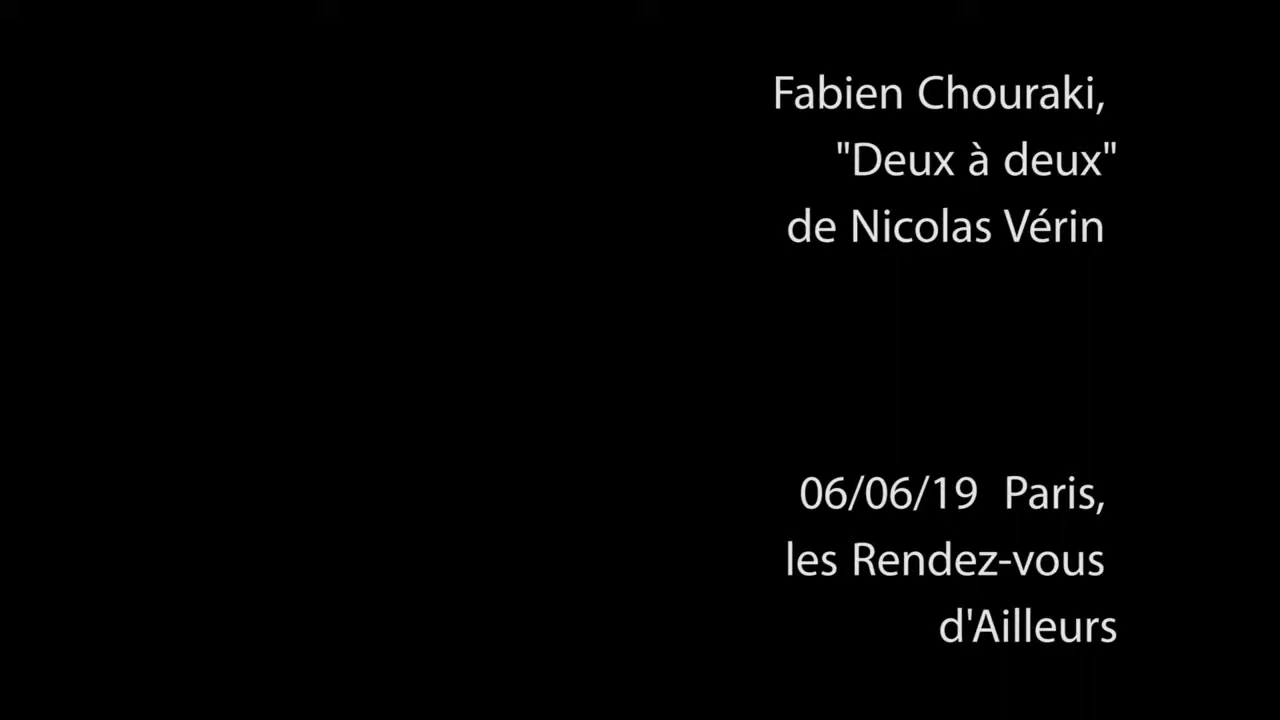 Fabien Chouraki,
"Deux à deux"
de Nicolas Vérin
06/06/19 Paris,
les Rendez-vous
d'Ailleurs